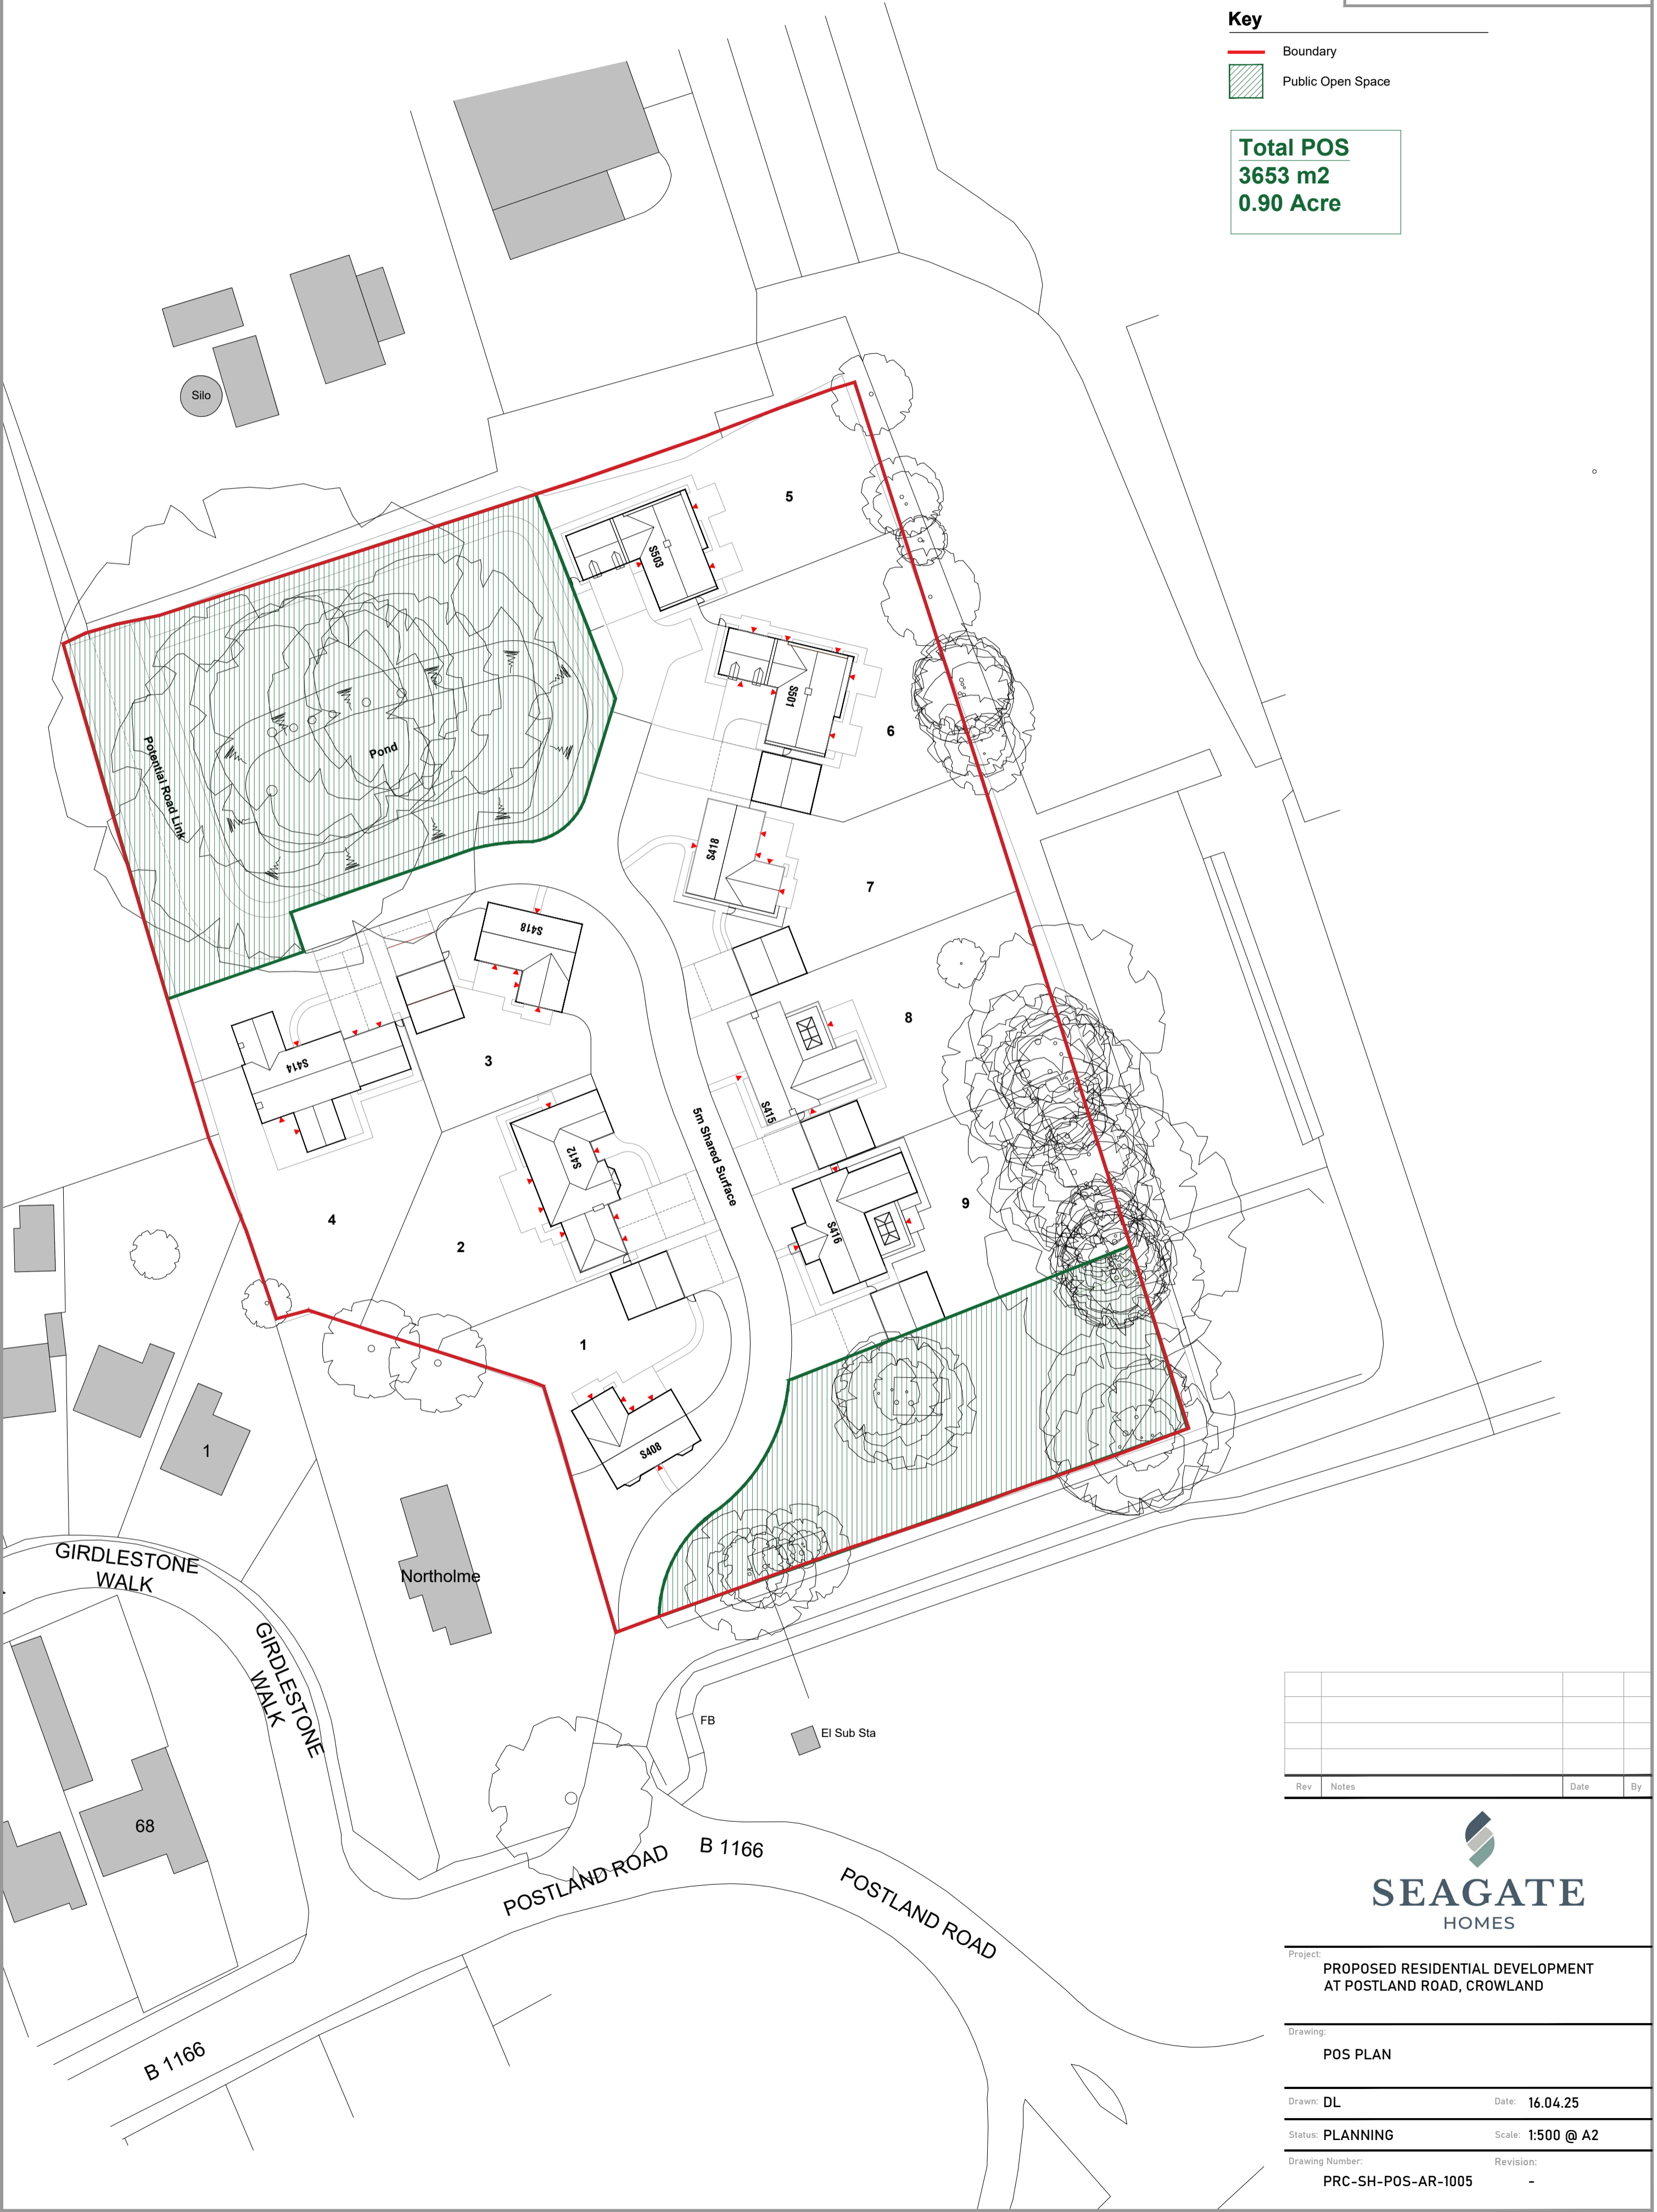 Key
Boundary
Public Open Space
Total POS
3653 m2
0.90 Acre
Silo
5
S503
S501
6
Potential Road Link
Pond
S418
7
S418
8
S414
3
S415
5m Shared Surface
S412
9
S416
4
2
1
S408
1
Northolme
GIRDLESTONE
WALK
GIRDLESTONE
WALK
FB
El Sub Sta
68
B 1166
POSTLAND ROAD
POSTLAND ROAD
B 1166
Rev Notes Date By
SEAGATE
HOMES
Project:
PROPOSED RESIDENTIAL DEVELOPMENT
AT POSTLAND ROAD, CROWLAND
Drawing:
POS PLAN
Drawn: DL Date: 16.04.25
Status: PLANNING Scale: 1:500 @ A2
Drawing Number: Revision:
PRC-SH-POS-AR-1005 -